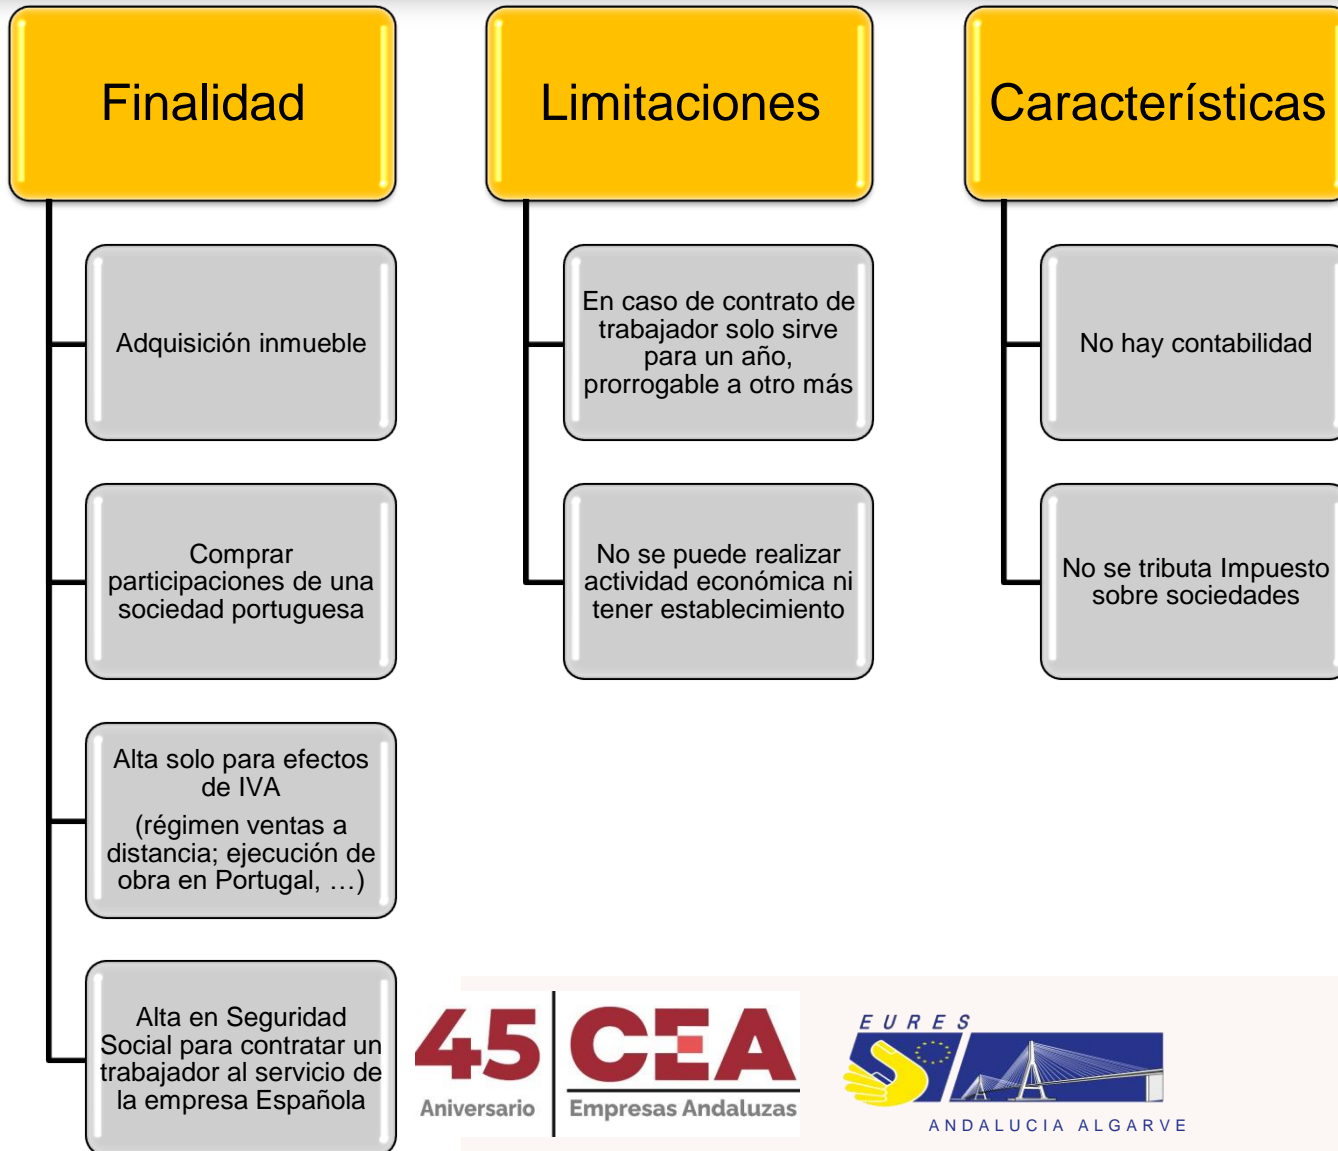 Finalidad
Adquisición inmueble
Comprar
participaciones de una
sociedad portuguesa
Alta solo para efectos
de IVA
(régimen ventas a
distancia; ejecución de
obra en Portugal, …)
Alta en Seguridad
Social para contratar un
trabajador al servicio de
la empresa Española
Limitaciones
En caso de contrato de
trabajador solo sirve
para un año,
prorrogable a otro más
No se puede realizar
actividad económica ni
tener establecimiento
Características
No hay contabilidad
No se tributa Impuesto
sobre sociedades
45
Aniversario
CEA
Empresas Andaluzas
EURES
ANDALUCIA ALGARVE